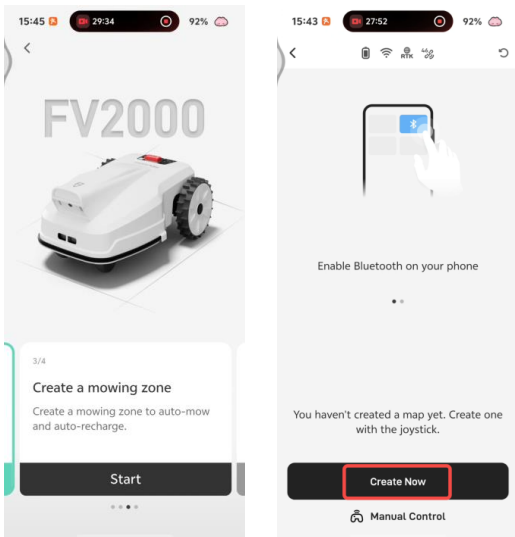 15:45 29:34 92%
FV2000
3/4
Create a mowing zone
Create a mowing zone to auto-mow
and auto-recharge.
Start
15:43 27:52 92%
RTK 4G
Enable Bluetooth on your phone
You haven't created a map yet. Create one
with the joystick.
Create Now
Manual Control